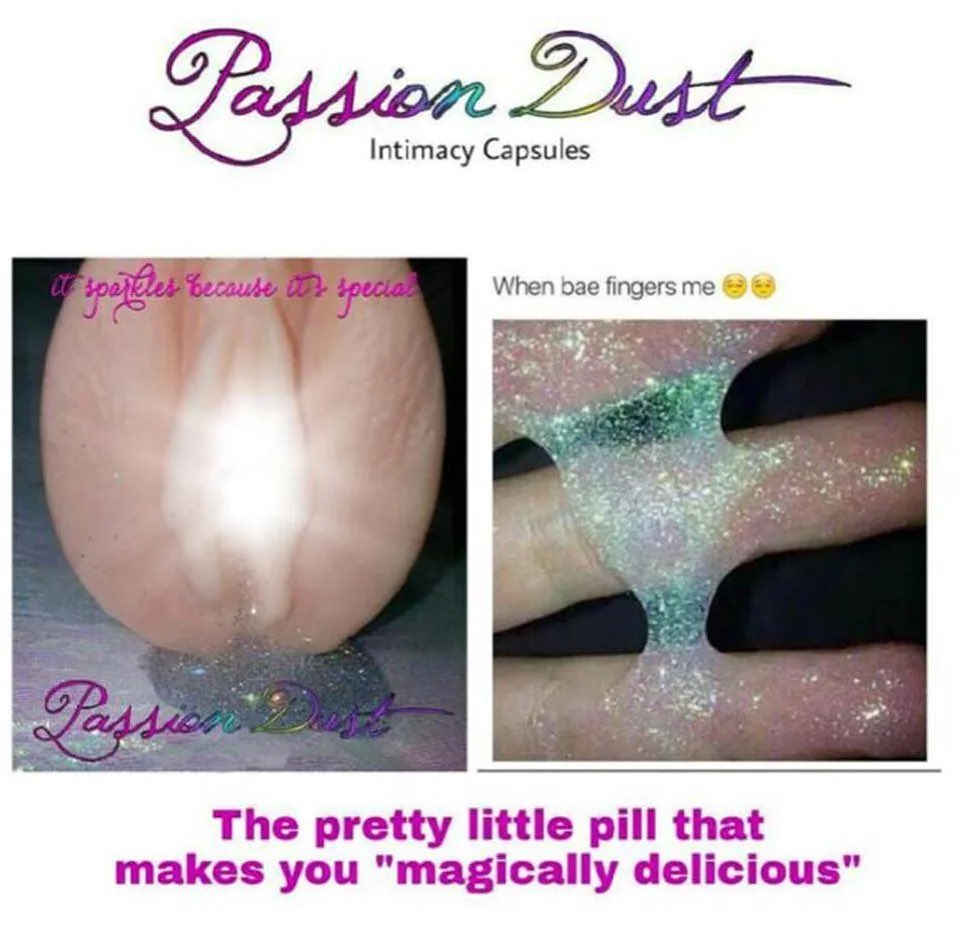 Passion Dust
Intimacy Capsules
it sparkles because it's special
When bae fingers me 😌😌
Passion Dust
The pretty little pill that
makes you "magically delicious"